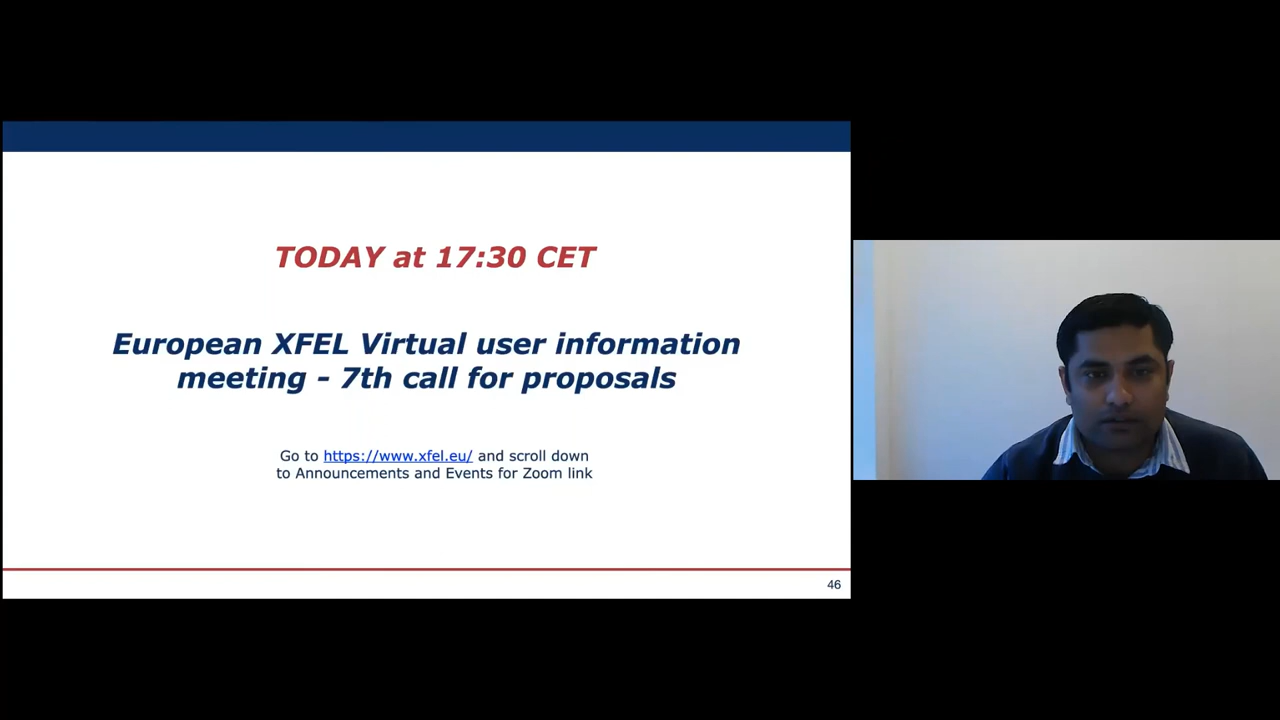 TODAY at 17:30 CET
European XFEL Virtual user information
meeting - 7th call for proposals
Go to https://www.xfel.eu/ and scroll down
to Announcements and Events for Zoom link
46